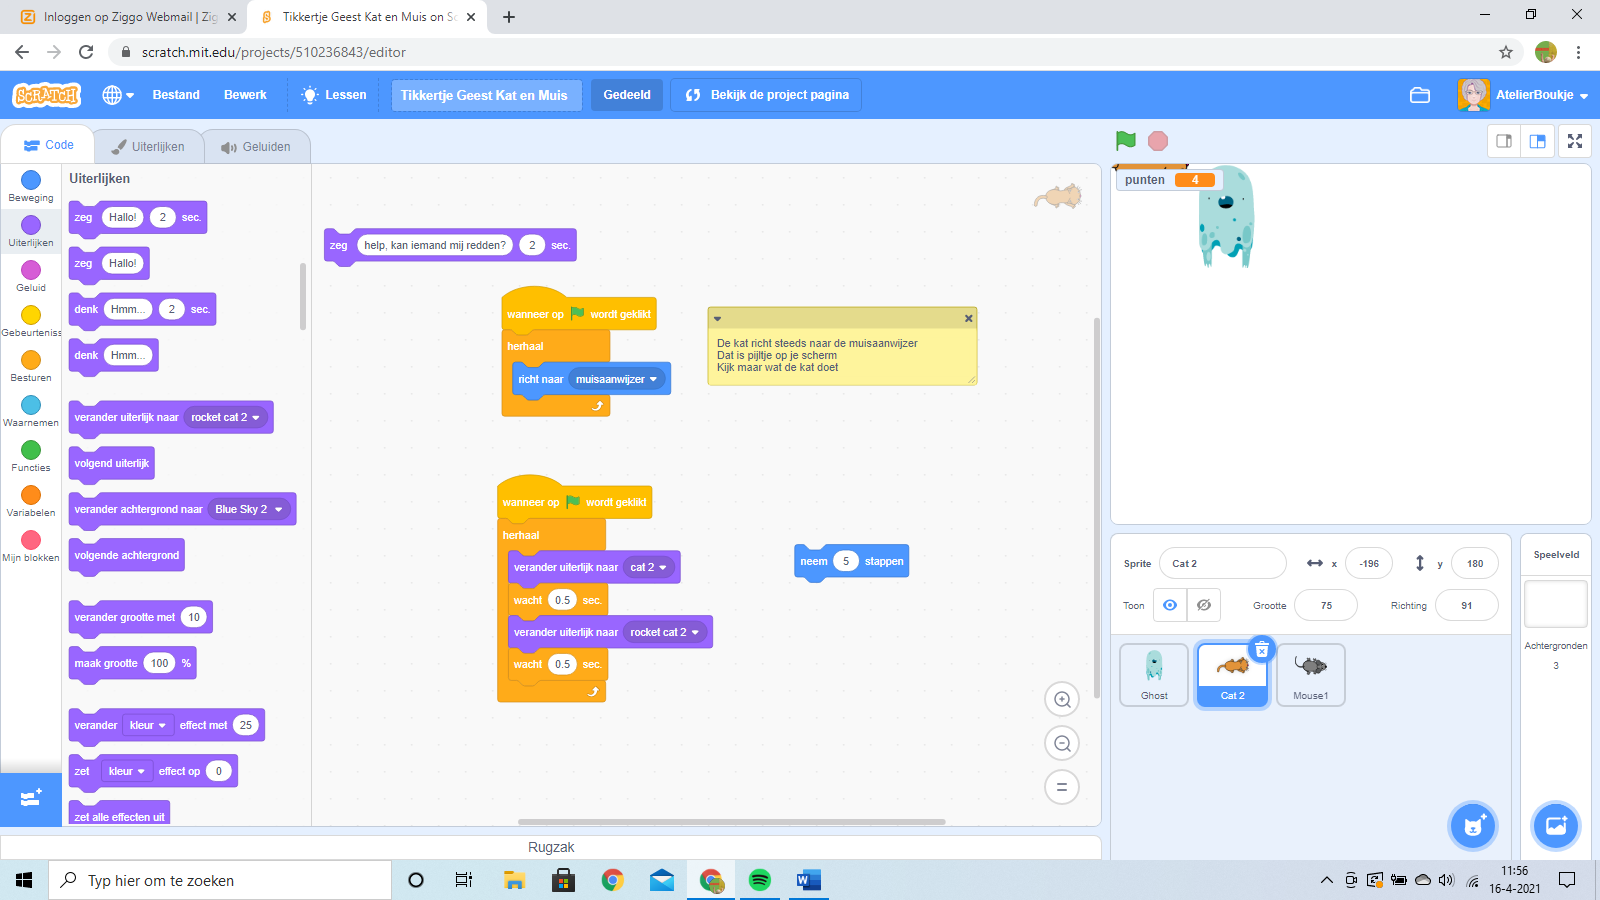 Inloggen op Ziggo Webmail | Zig
Tikkertje Geest Kat en Muis on Sc
scratch.mit.edu/projects/510236843/editor
SCRATCH
Bestand
Bewerk
Lessen
Tikkertje Geest Kat en Muis
Gedeeld
Bekijk de project pagina
AtelierBoukje
Code
Uiterlijken
Geluiden
Beweging
Uiterlijken
Geluid
Gebeurteniss
Besturen
Waarnemen
Functies
Variabelen
Mijn blokken
Uiterlijken
zeg Hallo! 2 sec.
zeg Hallo!
denk Hmm... 2 sec.
denk Hmm...
verander uiterlijk naar rocket cat 2
volgend uiterlijk
verander achtergrond naar Blue Sky 2
volgende achtergrond
verander grootte met 10
maak grootte 100 %
verander kleur effect met 25
zet kleur effect op 0
zet alle effecten uit
zeg help, kan iemand mij redden? 2 sec.
wanneer op wordt geklikt
herhaal
richt naar muisaanwijzer
De kat richt steeds naar de muisaanwijzer
Dat is pijltje op je scherm
Kijk maar wat de kat doet
wanneer op wordt geklikt
herhaal
verander uiterlijk naar cat 2
wacht 0.5 sec.
verander uiterlijk naar rocket cat 2
wacht 0.5 sec.
neem 5 stappen
punten 4
Sprite Cat 2 x -196 y 180
Toon Grootte 75 Richting 91
Ghost
Cat 2
Mouse1
Speelveld
Achtergronden
3
Rugzak
Typ hier om te zoeken
11:56
16-4-2021